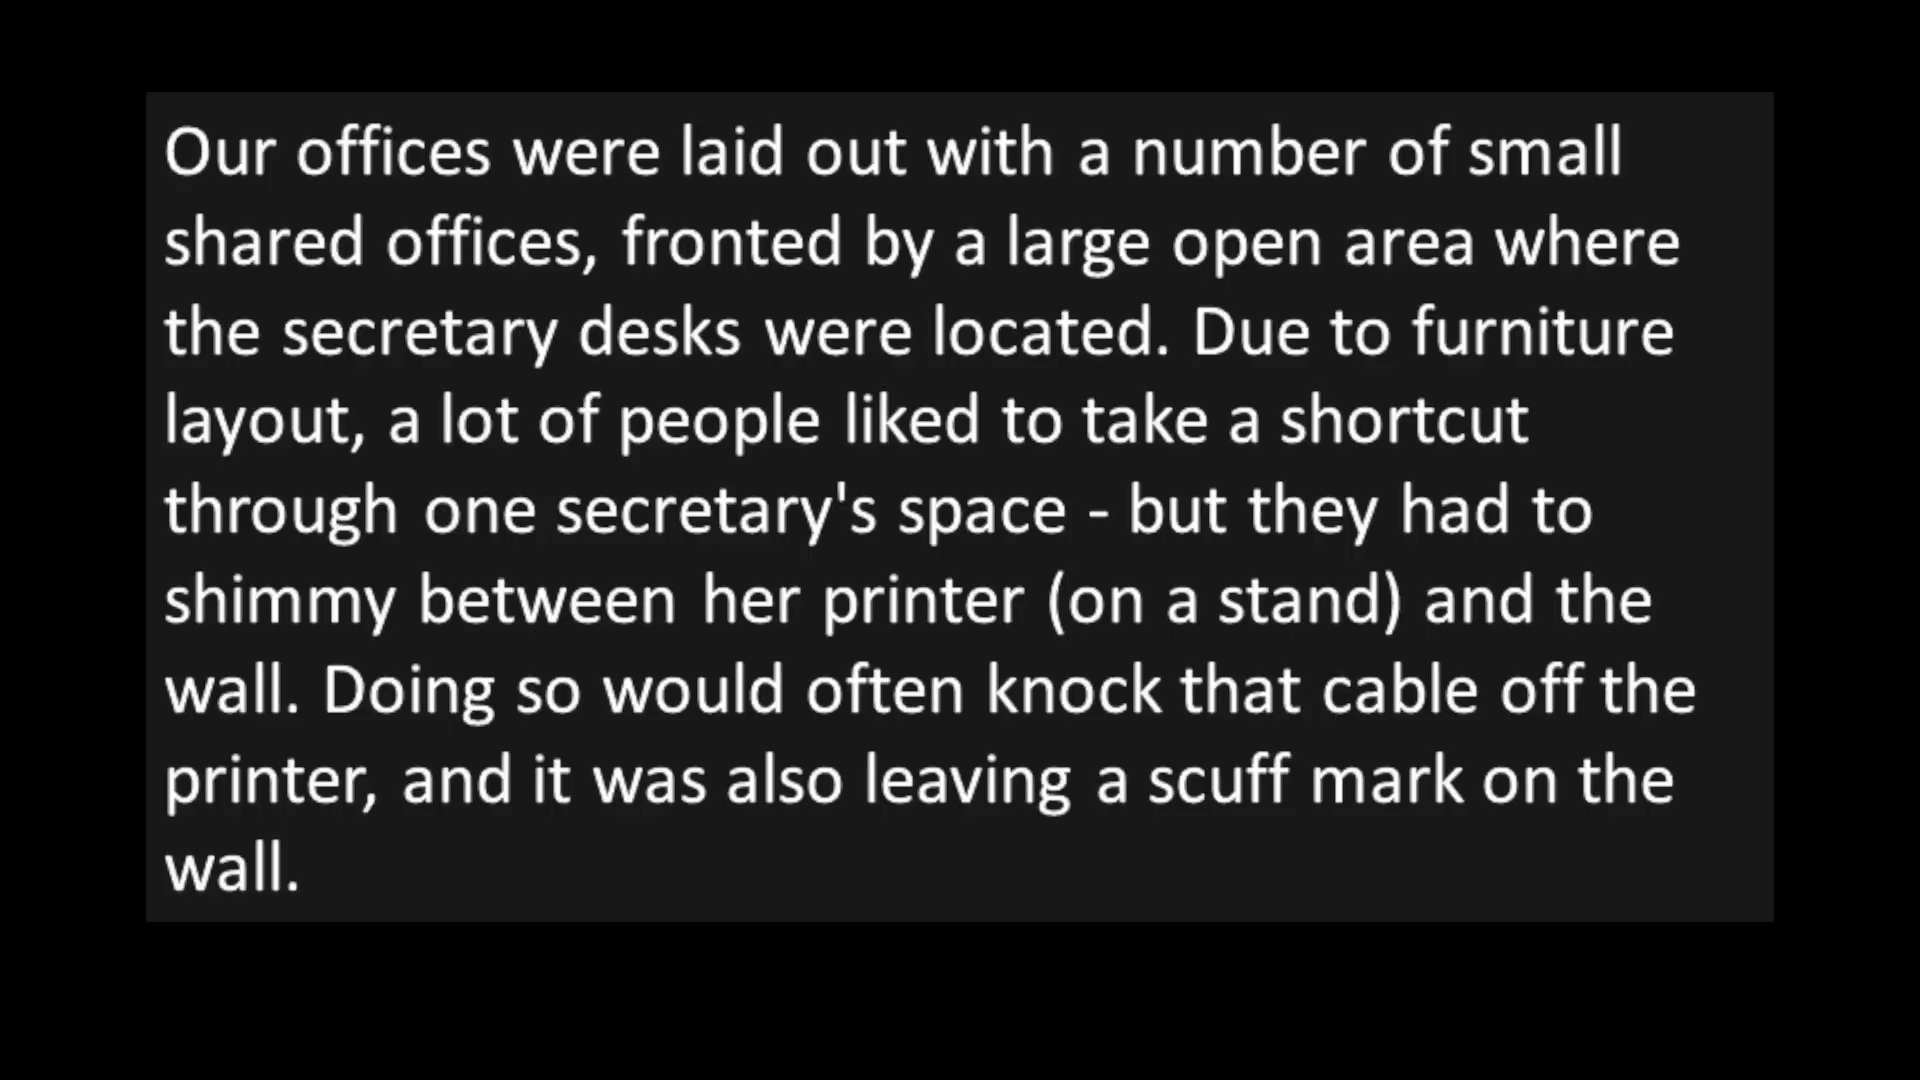 Our offices were laid out with a number of small
shared offices, fronted by a large open area where
the secretary desks were located. Due to furniture
layout, a lot of people liked to take a shortcut
through one secretary's space - but they had to
shimmy between her printer (on a stand) and the
wall. Doing so would often knock that cable off the
printer, and it was also leaving a scuff mark on the
wall.